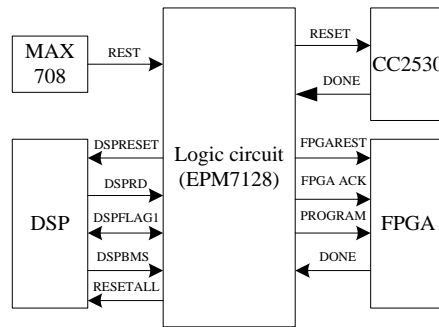 MAX
708
REST
RESET
CC2530
DONE
DSP
DSPRESET
DSPRD
DSPFLAG1
DSPBMS
RESETALL
Logic circuit
(EPM7128)
FPGAREST
FPGA ACK
PROGRAM
DONE
FPGA